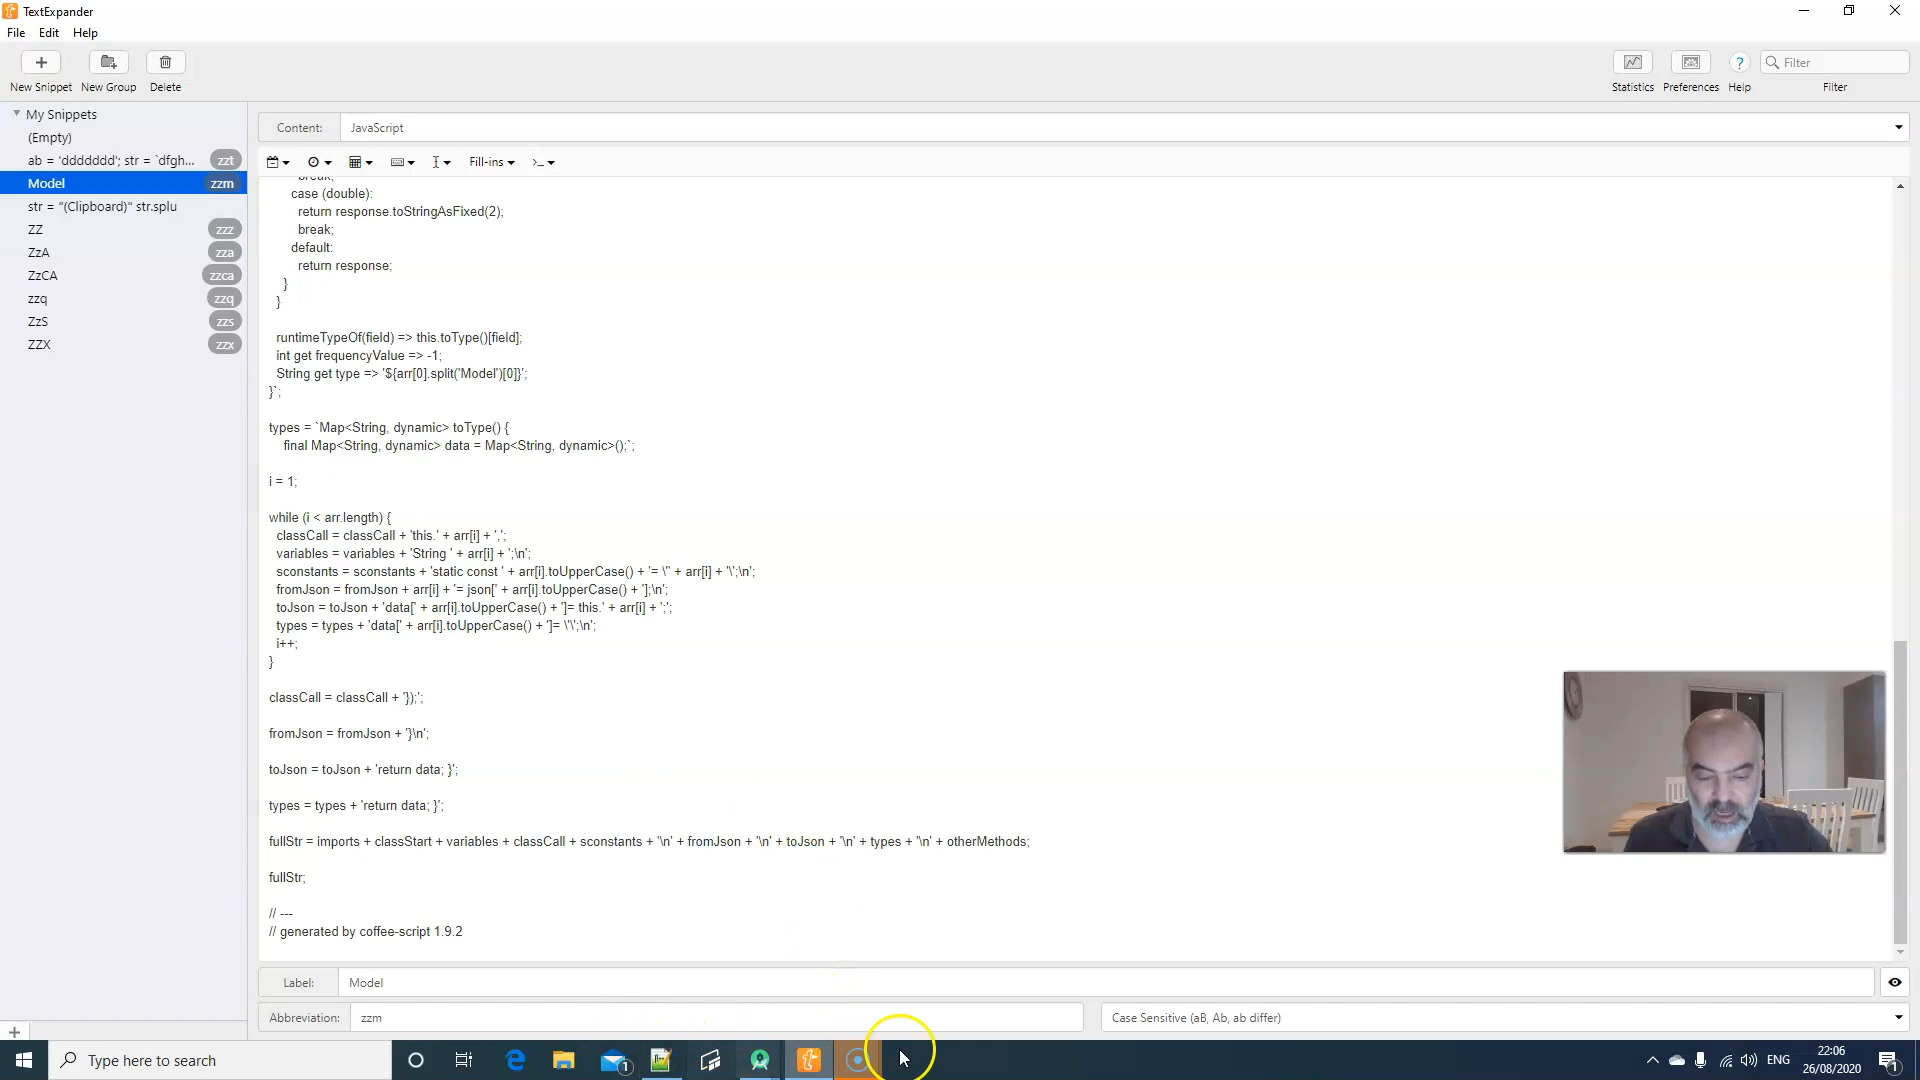 TextExpander
File Edit Help
New Snippet New Group Delete
Statistics Preferences ? Help Filter Filter
My Snippets
(Empty)
ab = 'ddddddd'; str = `dfgh... zzt
Model zzm
str = "(Clipboard)" str.splu
ZZ zzz
ZzA zza
ZzCA zzca
zzq zzq
ZzS zzs
ZZX zzx
Content: JavaScript
Fill-ins
break;
case (double):
return response.toStringAsFixed(2);
break;
default:
return response;
}
}
runtimeTypeOf(field) => this.toType()[field];
int get frequencyValue => -1;
String get type => '${arr[0].split('Model')[0]}';
}`;
types = `Map<String, dynamic> toType() {
final Map<String, dynamic> data = Map<String, dynamic>();`;
i = 1;
while (i < arr.length) {
classCall = classCall + 'this.' + arr[i] + ',';
variables = variables + 'String ' + arr[i] + ';\n';
sconstants = sconstants + 'static const ' + arr[i].toUpperCase() + '= \'' + arr[i] + '\';\n';
fromJson = fromJson + arr[i] + '= json[' + arr[i].toUpperCase() + '];\n';
toJson = toJson + 'data[' + arr[i].toUpperCase() + ']= this.' + arr[i] + ';';
types = types + 'data[' + arr[i].toUpperCase() + ']= \'\';\n';
i++;
}
classCall = classCall + '});';
fromJson = fromJson + '}\n';
toJson = toJson + 'return data; }';
types = types + 'return data; }';
fullStr = imports + classStart + variables + classCall + sconstants + '\n' + fromJson + '\n' + toJson + '\n' + types + '\n' + otherMethods;
fullStr;
// ---
// generated by coffee-script 1.9.2
Label: Model
Abbreviation: zzm Case Sensitive (aB, Ab, ab differ)
Type here to search
1
ENG
22:06
26/08/2020
1